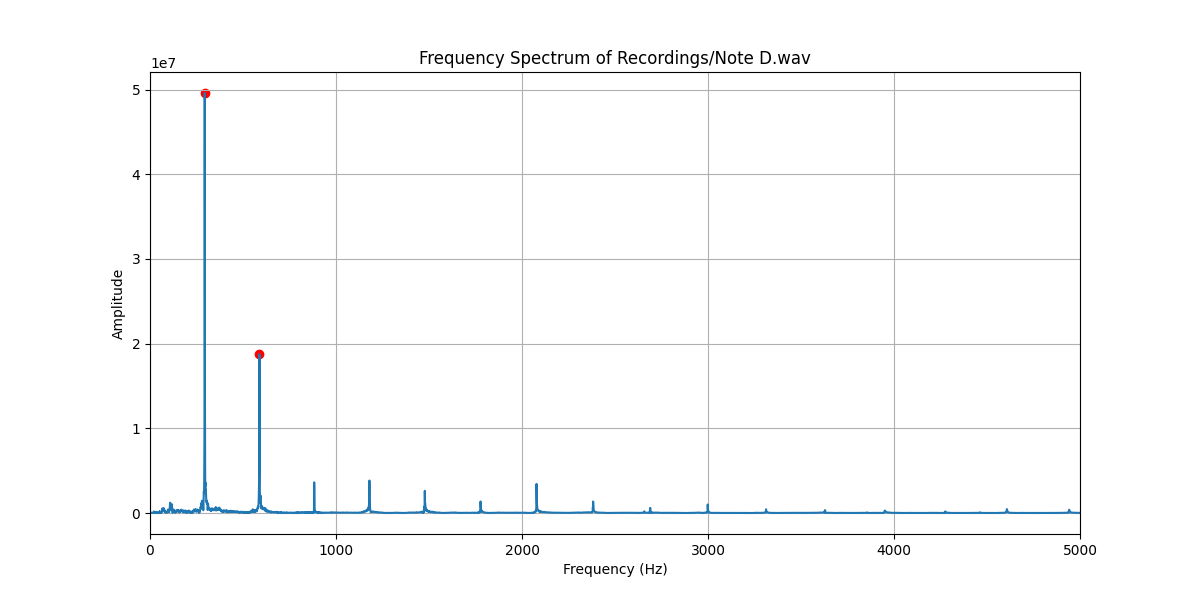 Frequency Spectrum of Recordings/Note D.wav
1e7
5
4
3
2
1
0
Amplitude
0 1000 2000 3000 4000 5000
Frequency (Hz)